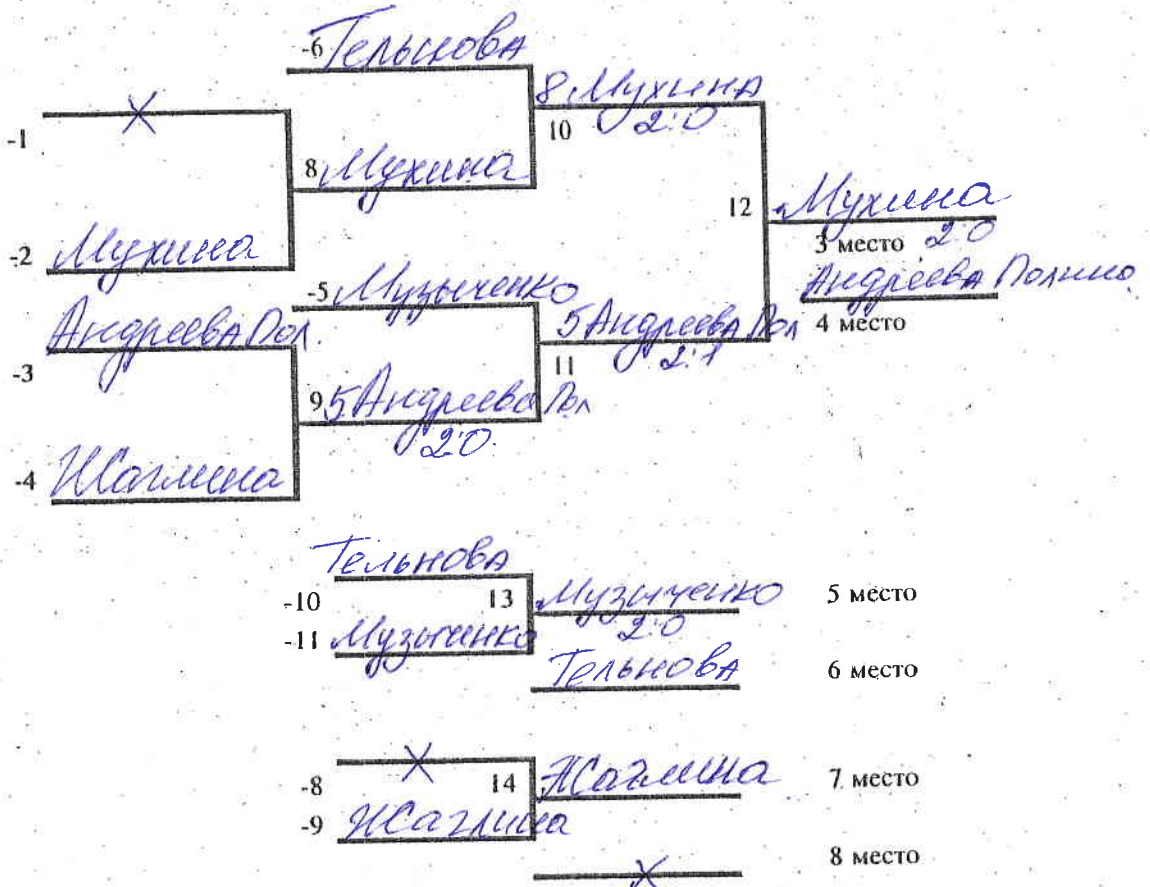 -6 Тельнова
-1 X
8 Мухина
2:0
10
8 Мухина
12
Мухина
3 место 2:0
-2 Мухина
-5 Музыченко
Андреева Полина
4 место
Андреева Пол
-3
5 Андреева Пол
2:1
11
9 5 Андреева Пол
2:0
-4 Жаглина
Тельнова
-10 13 Музыченко 5 место
2:0
-11 Музыченко
Тельнова 6 место
X
-8 14 Жаглина 7 место
-9 Жаглина
8 место
X